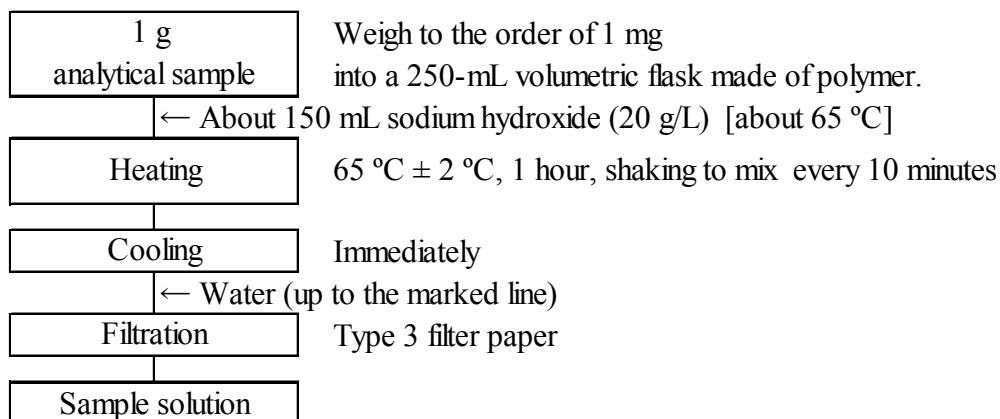 1 g
analytical sample
Weigh to the order of 1 mg
into a 250-mL volumetric flask made of polymer.
← About 150 mL sodium hydroxide (20 g/L) [about 65 ºC]
Heating
65 ºC ± 2 ºC, 1 hour, shaking to mix every 10 minutes
Cooling
Immediately
← Water (up to the marked line)
Filtration
Type 3 filter paper
Sample solution